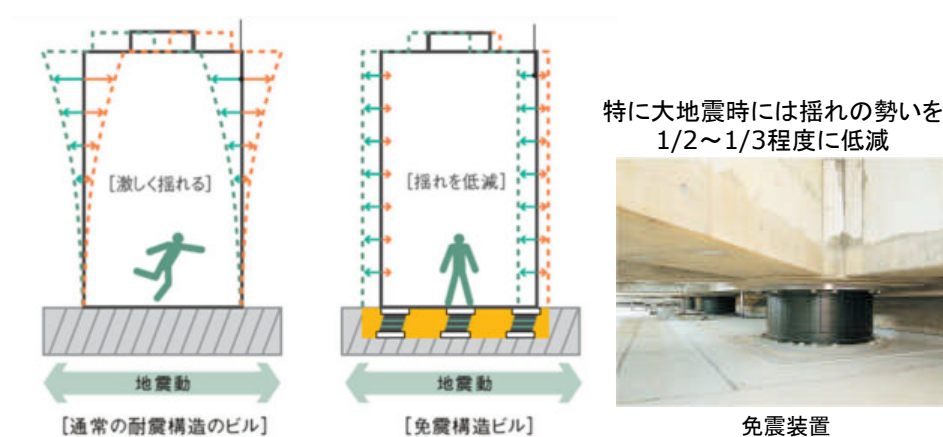 [激しく揺れる]
地震動
[通常の耐震構造のビル]
[揺れを低減]
地震動
[免震構造ビル]
特に大地震時には揺れの勢いを
1/2～1/3程度に低減
免震装置